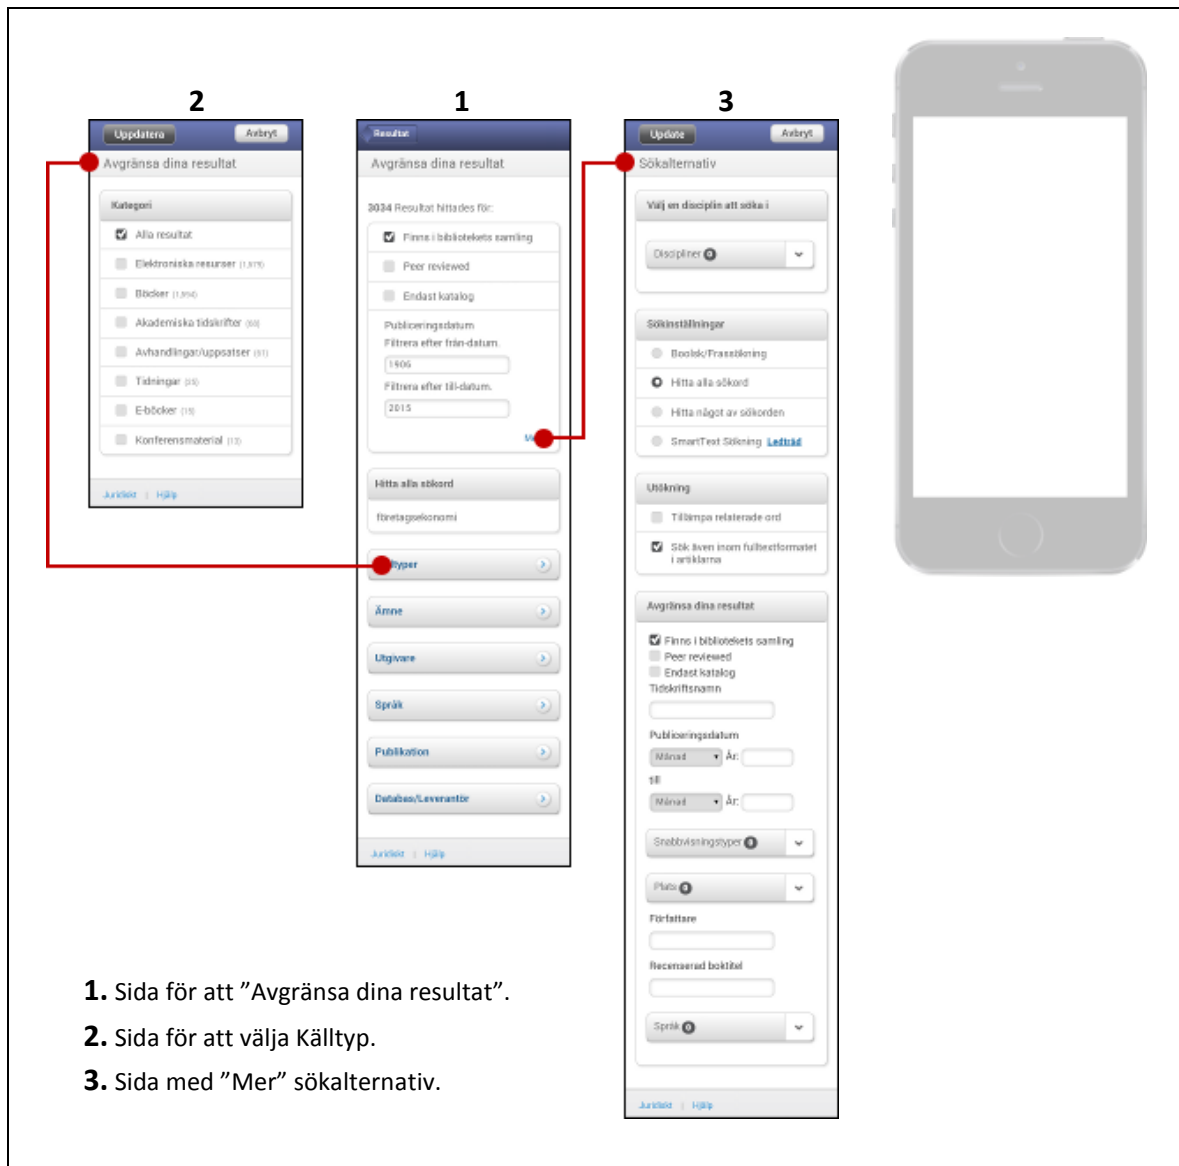 2
Uppdatera
Avbryt
Avgränsa dina resultat
Kategori
Alla resultat
Elektroniska resurser
Böcker
Akademiska tidskrifter
Avhandlingar/uppsatser
Tidningar
E-böcker
Konferensmaterial
Juridiskt | Hjälp
1
Resultat
Avgränsa dina resultat
3034 Resultat hittades för:
Finns i bibliotekets samling
Peer reviewed
Endast katalog
Publiceringsdatum
Filtrera efter från-datum.
1906
Filtrera efter till-datum.
2015
Hitta alla sökord
företagsekonomi
typer
Ämne
Utgivare
Språk
Publikation
Databas/Leverantör
Juridiskt | Hjälp
3
Update
Avbryt
Sökalternativ
Välj en disciplin att söka i
Discipliner 0
Sökinställningar
Boolsk/Frassökning
Hitta alla sökord
Hitta något av sökorden
SmartText Sökning Ledtråd
Utökning
Tillämpa relaterade ord
Sök även inom fulltextformatet
i artiklarna
Avgränsa dina resultat
Finns i bibliotekets samling
Peer reviewed
Endast katalog
Tidskriftsnamn
Publiceringsdatum
Månad År:
till
Månad År:
Snabbvisningstyper 0
Plats 0
Författare
Recenserad boktitel
Språk 0
Juridiskt | Hjälp
1. Sida för att ”Avgränsa dina resultat”.
2. Sida för att välja Källtyp.
3. Sida med ”Mer” sökalternativ.